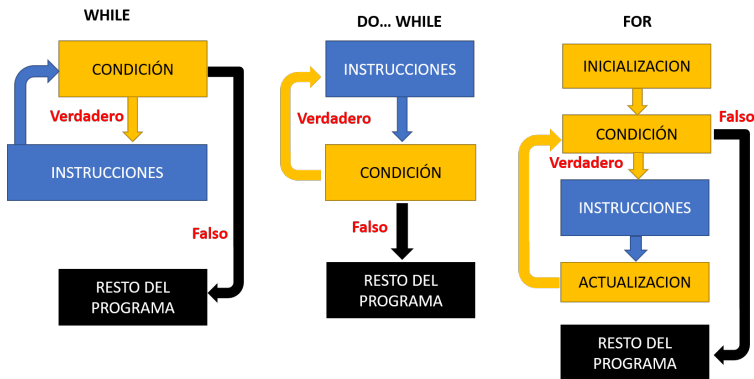 WHILE
CONDICIÓN
Verdadero
INSTRUCCIONES
Falso
RESTO DEL
PROGRAMA
DO... WHILE
INSTRUCCIONES
Verdadero
CONDICIÓN
Falso
RESTO DEL
PROGRAMA
FOR
INICIALIZACION
Falso
CONDICIÓN
Verdadero
INSTRUCCIONES
ACTUALIZACION
RESTO DEL
PROGRAMA